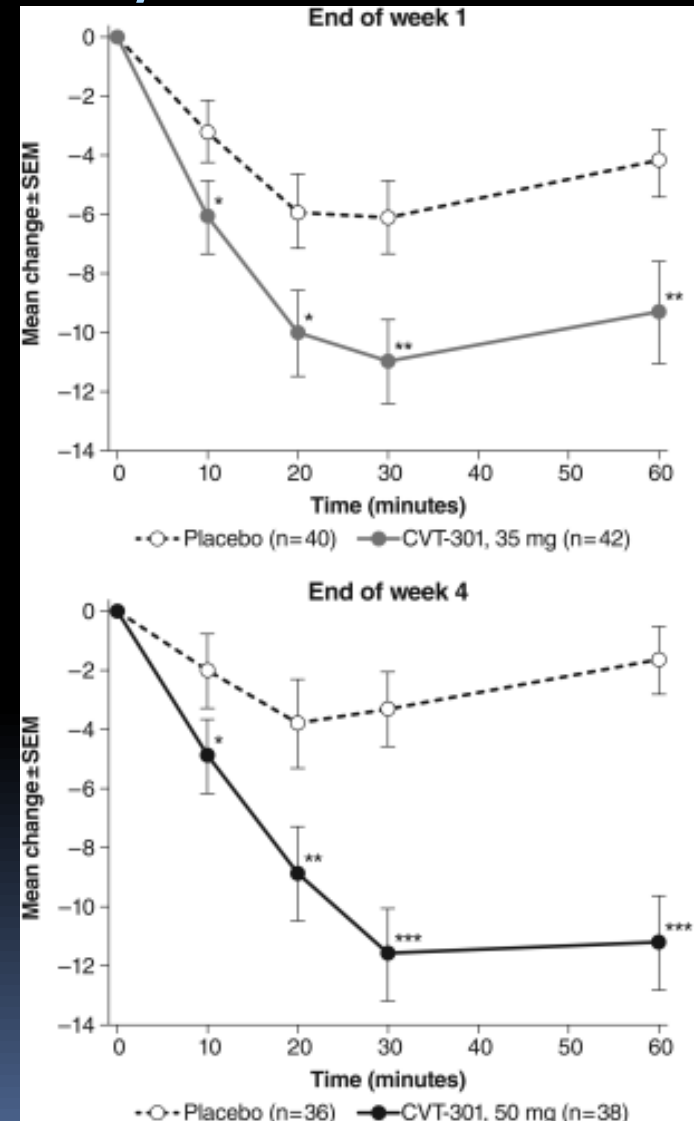 End of week 1
Mean change±SEM
0
−2
−4
−6
−8
−10
−12
−14
*
*
**
**
0 10 20 30 40 50 60
Time (minutes)
Placebo (n=40) CVT-301, 35 mg (n=42)
End of week 4
Mean change±SEM
0
−2
−4
−6
−8
−10
−12
−14
*
**
***
***
0 10 20 30 40 50 60
Time (minutes)
Placebo (n=36) CVT-301, 50 mg (n=38)